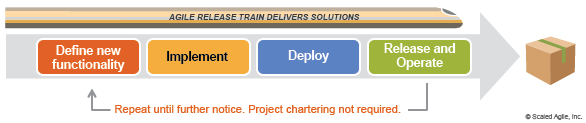 AGILE RELEASE TRAIN DELIVERS SOLUTIONS
Define new
functionality
Implement
Deploy
Release and
Operate
Repeat until further notice. Project chartering not required.
© Scaled Agile, Inc.